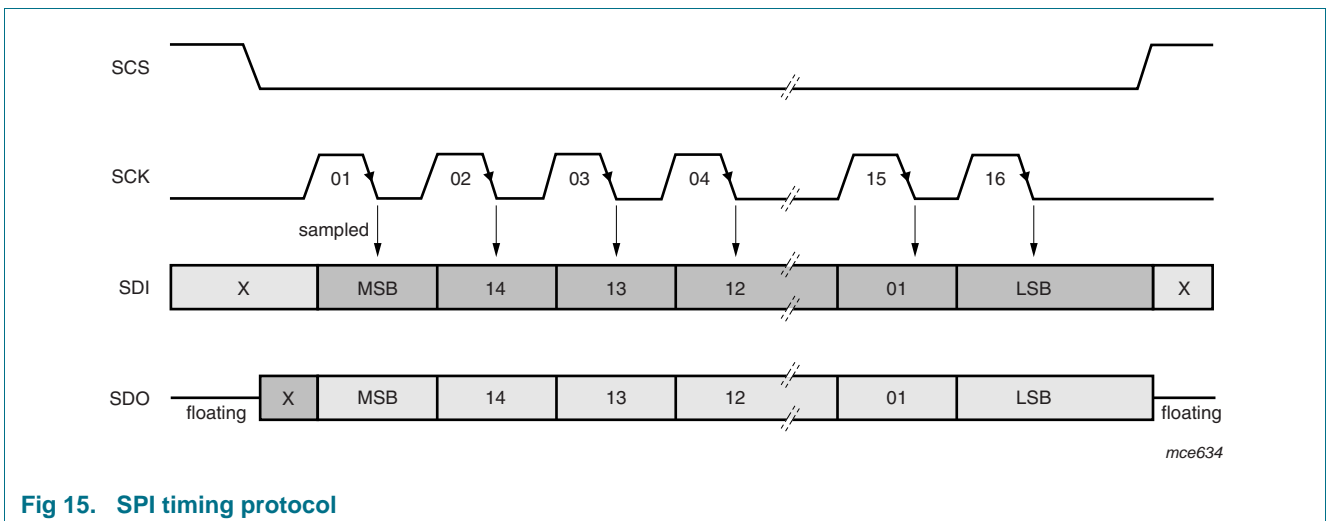 SCS
SCK 01 02 03 04 15 16
sampled
SDI X MSB 14 13 12 01 LSB X
SDO X MSB 14 13 12 01 LSB
floating floating
mce634
Fig 15. SPI timing protocol